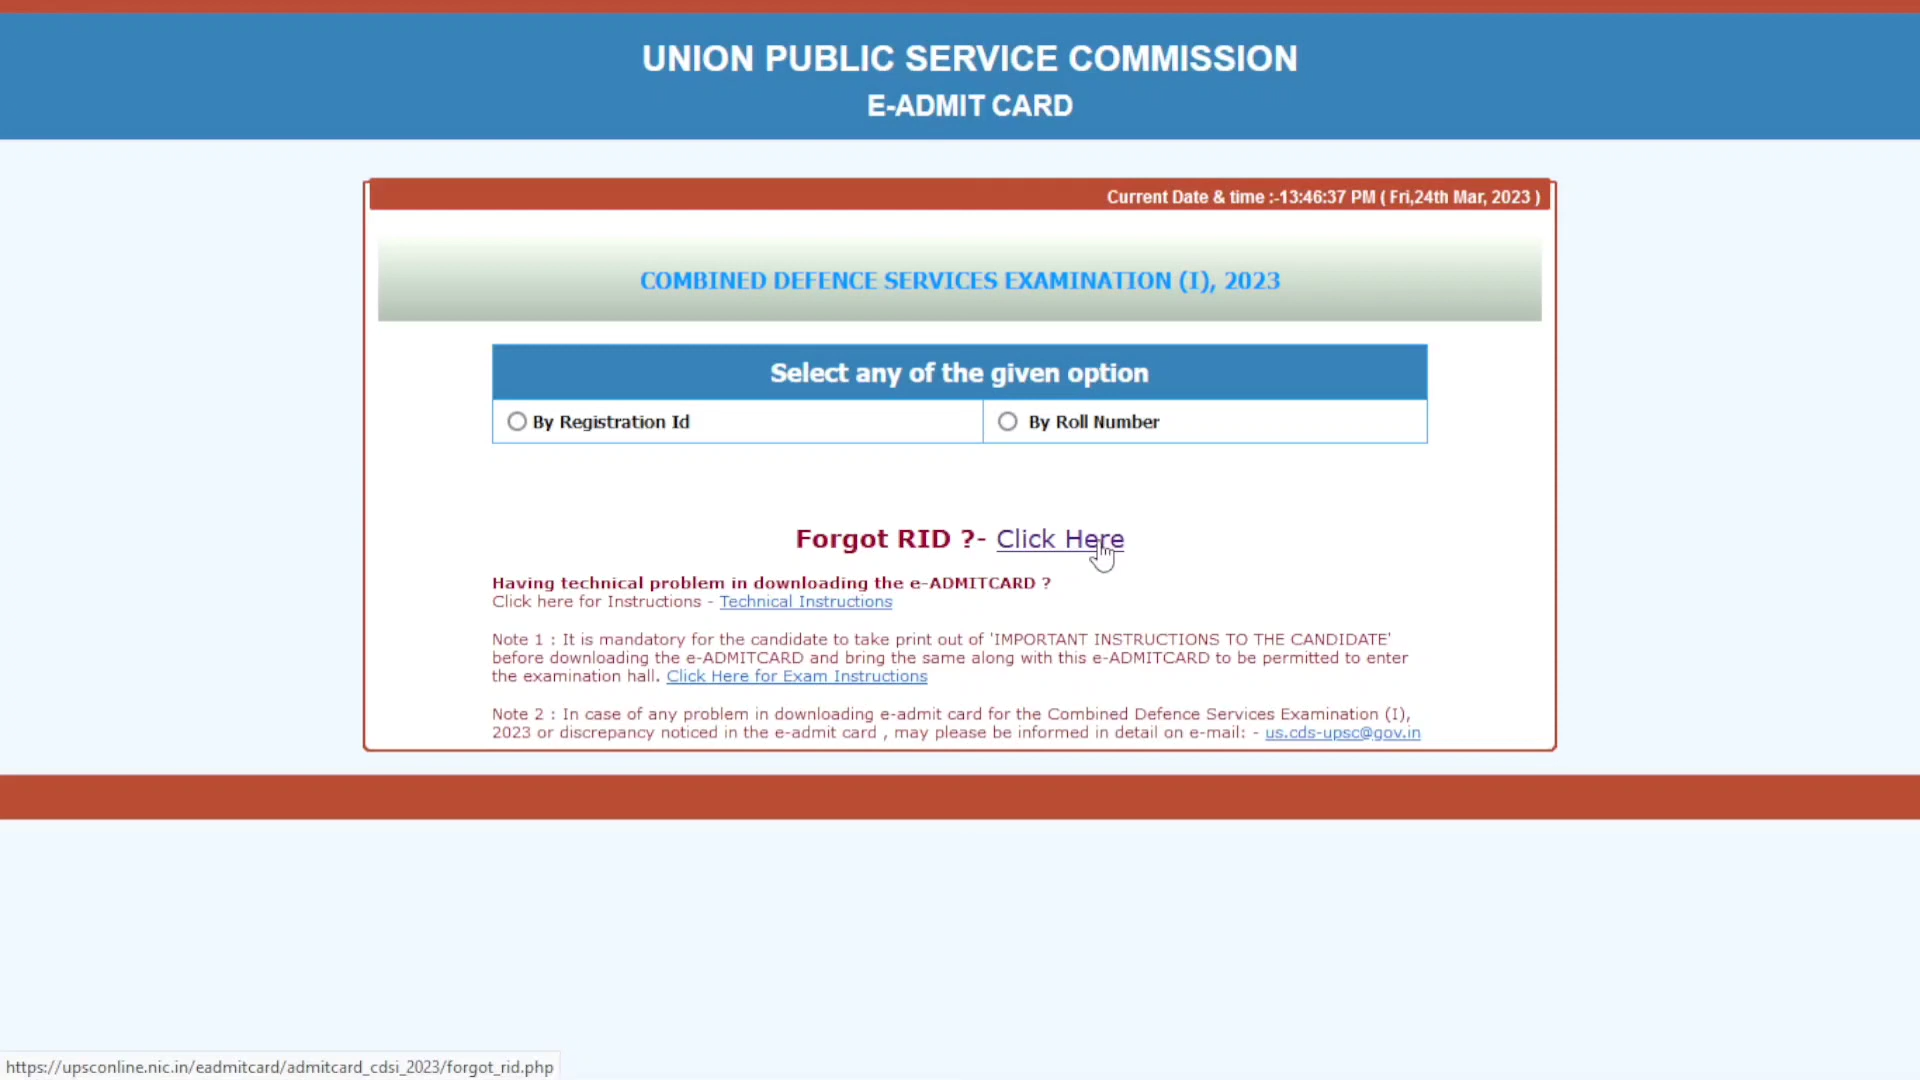 UNION PUBLIC SERVICE COMMISSION
E-ADMIT CARD
Current Date & time :-13:46:37 PM ( Fri,24th Mar, 2023 )
COMBINED DEFENCE SERVICES EXAMINATION (I), 2023
Select any of the given option
By Registration Id
By Roll Number
Forgot RID ?- Click Here
Having technical problem in downloading the e-ADMITCARD ?
Click here for Instructions - Technical Instructions
Note 1 : It is mandatory for the candidate to take print out of 'IMPORTANT INSTRUCTIONS TO THE CANDIDATE'
before downloading the e-ADMITCARD and bring the same along with this e-ADMITCARD to be permitted to enter
the examination hall. Click Here for Exam Instructions
Note 2 : In case of any problem in downloading e-admit card for the Combined Defence Services Examination (I),
2023 or discrepancy noticed in the e-admit card , may please be informed in detail on e-mail: - us.cds-upsc@gov.in
https://upsconline.nic.in/eadmitcard/admitcard_cdsi_2023/forgot_rid.php